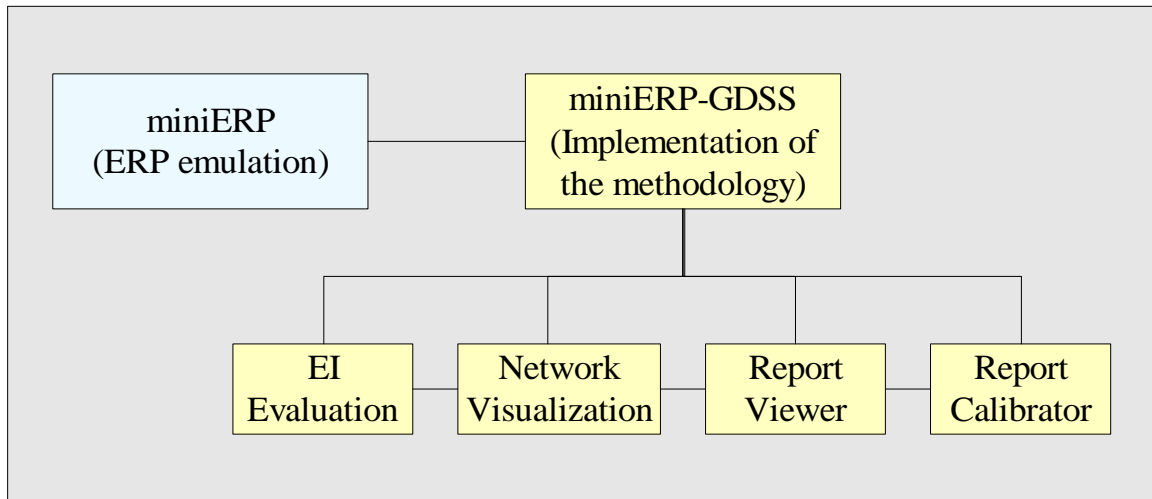 miniERP
(ERP emulation)
miniERP-GDSS
(Implementation of
the methodology)
EI
Evaluation
Network
Visualization
Report
Viewer
Report
Calibrator